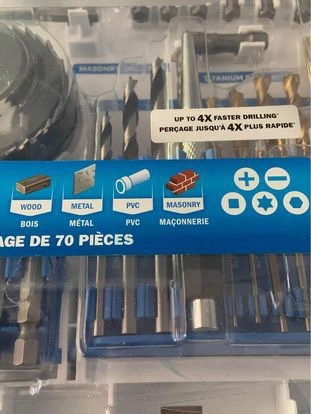 MASONRY
TITANIUM
UP TO 4X FASTER DRILLING*
PERÇAGE JUSQU'À 4X PLUS RAPIDE*
WOOD
BOIS
METAL
MÉTAL
PVC
PVC
MASONRY
MAÇONNERIE
AGE DE 70 PIÈCES